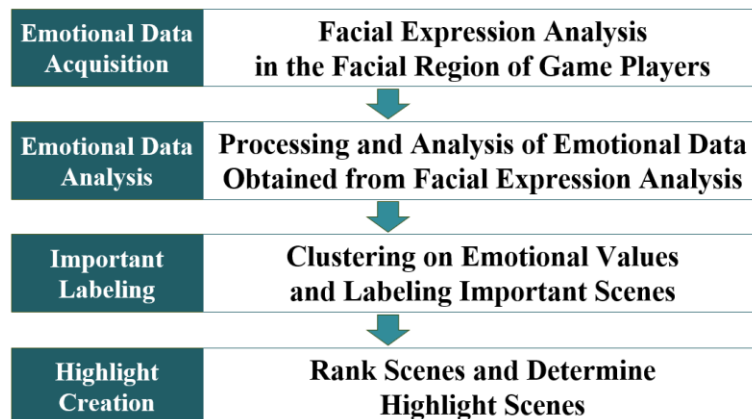 Emotional Data
Acquisition
Facial Expression Analysis
in the Facial Region of Game Players
Emotional Data
Analysis
Processing and Analysis of Emotional Data
Obtained from Facial Expression Analysis
Important
Labeling
Clustering on Emotional Values
and Labeling Important Scenes
Highlight
Creation
Rank Scenes and Determine
Highlight Scenes